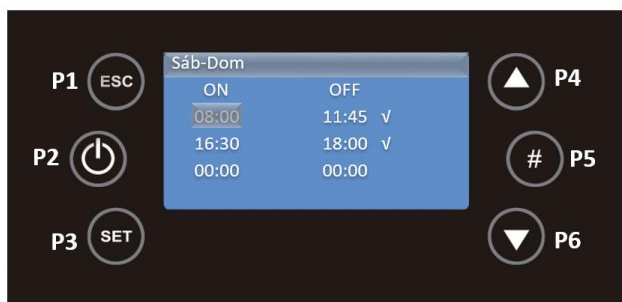 Sáb-Dom
ON OFF
08:00 11:45 √
16:30 18:00 √
00:00 00:00
P1 ESC
P2
P3 SET
P4
# P5
P6